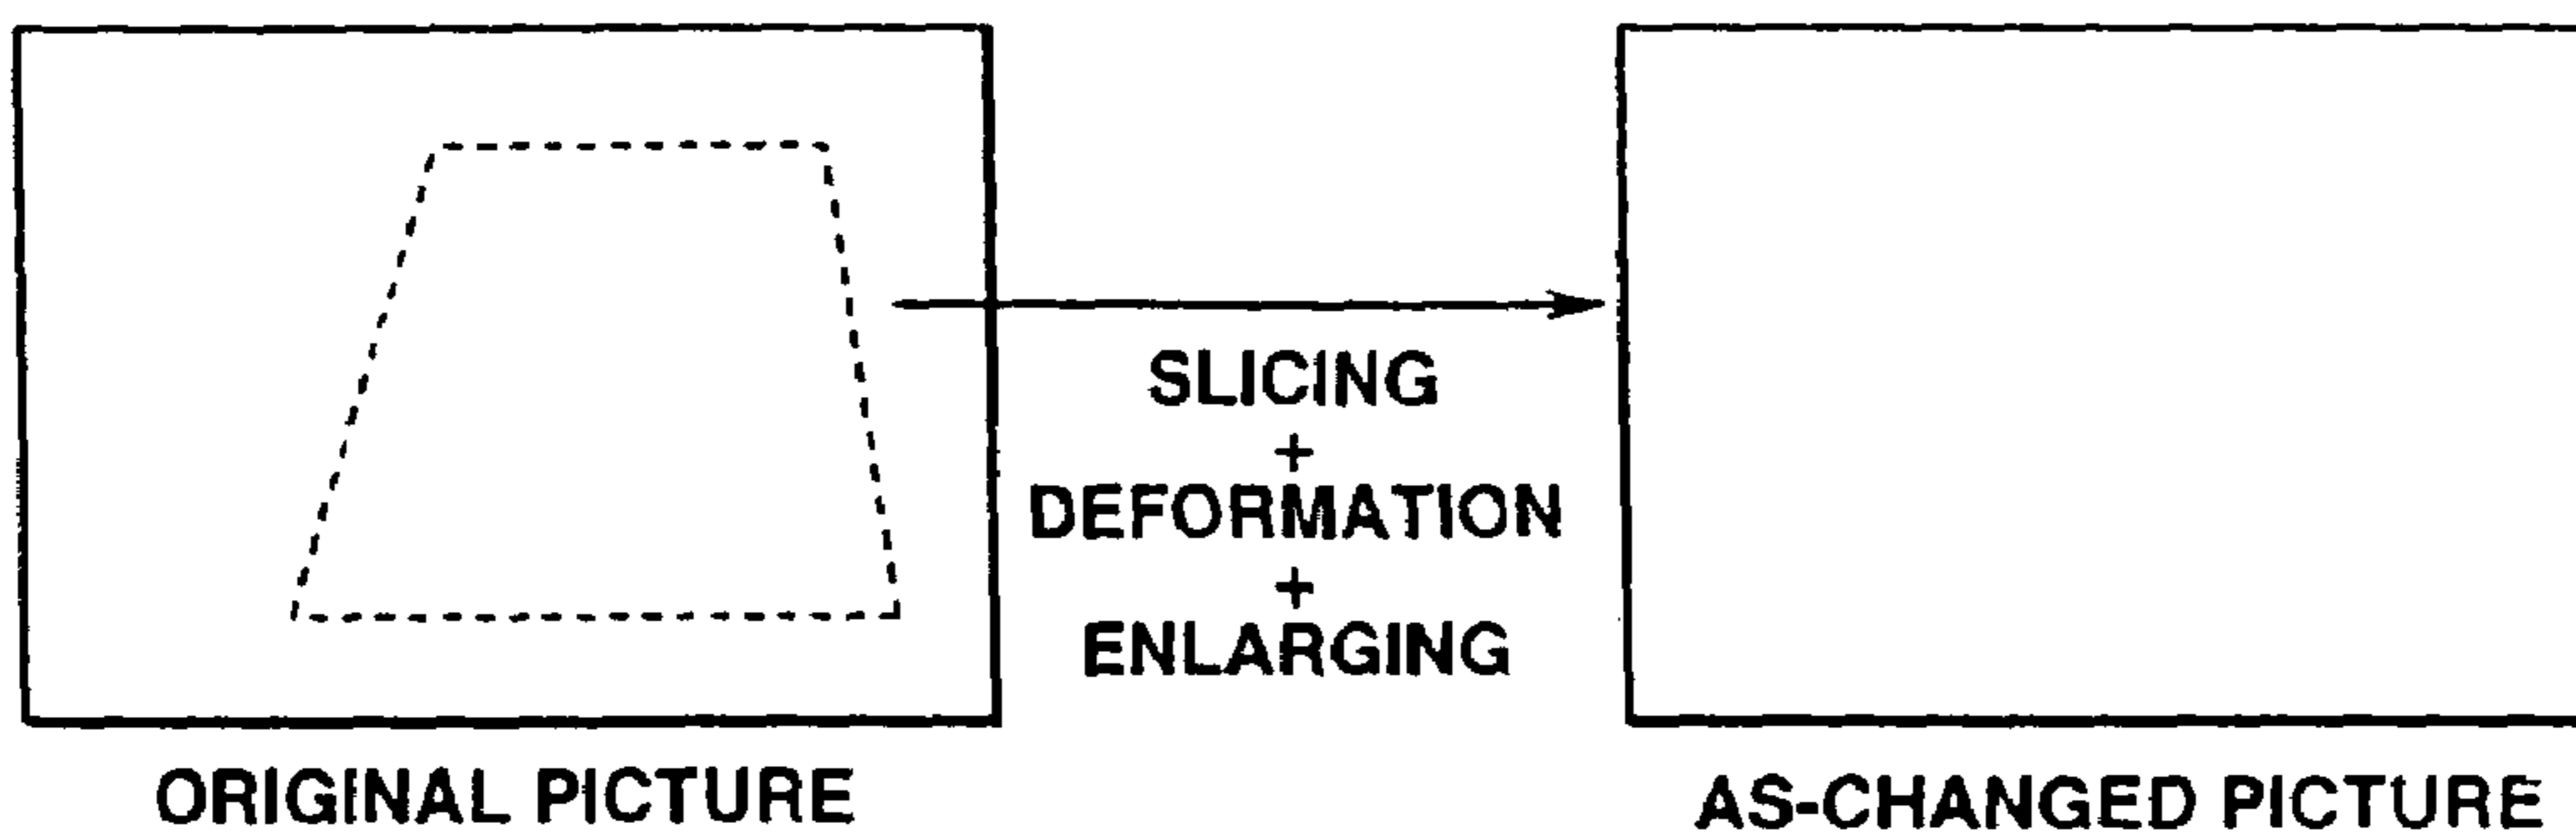 SLICING
+
DEFORMATION
+
ENLARGING
ORIGINAL PICTURE
AS-CHANGED PICTURE